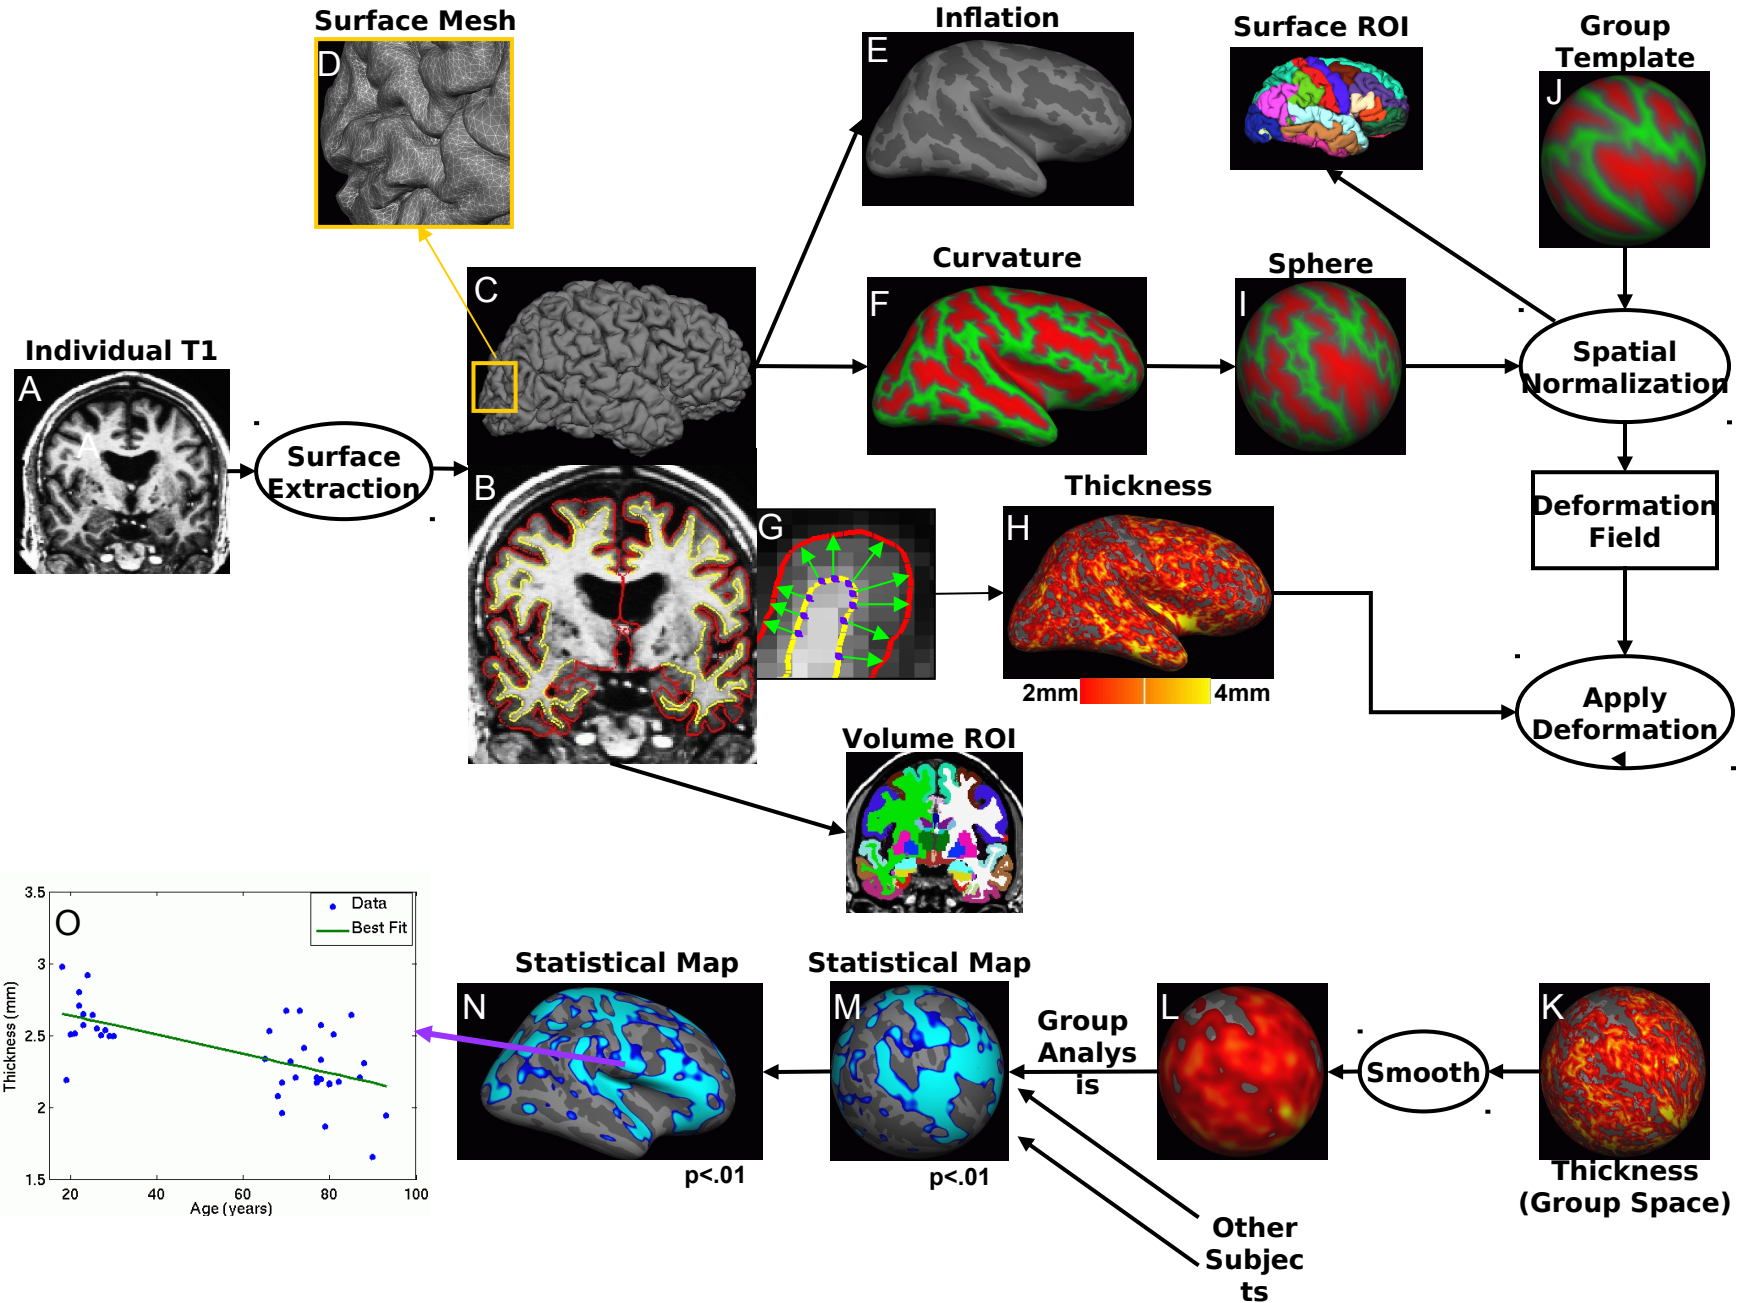 Surface Mesh
D
Inflation
E
Surface ROI
Group
Template
J
Individual T1
A
A
Surface
Extraction
C
B
Curvature
F
Sphere
I
Spatial
Normalization
Deformation
Field
G
Thickness
H
2mm
4mm
Apply
Deformation
Volume ROI
3.5
3
2.5
2
1.5
Thickness (mm)
O
Data
Best Fit
20
40
60
80
100
Age (years)
Statistical Map
N
p<.01
Statistical Map
M
p<.01
Group
Analys
is
L
Smooth
K
Thickness
(Group Space)
Other
Subjec
ts